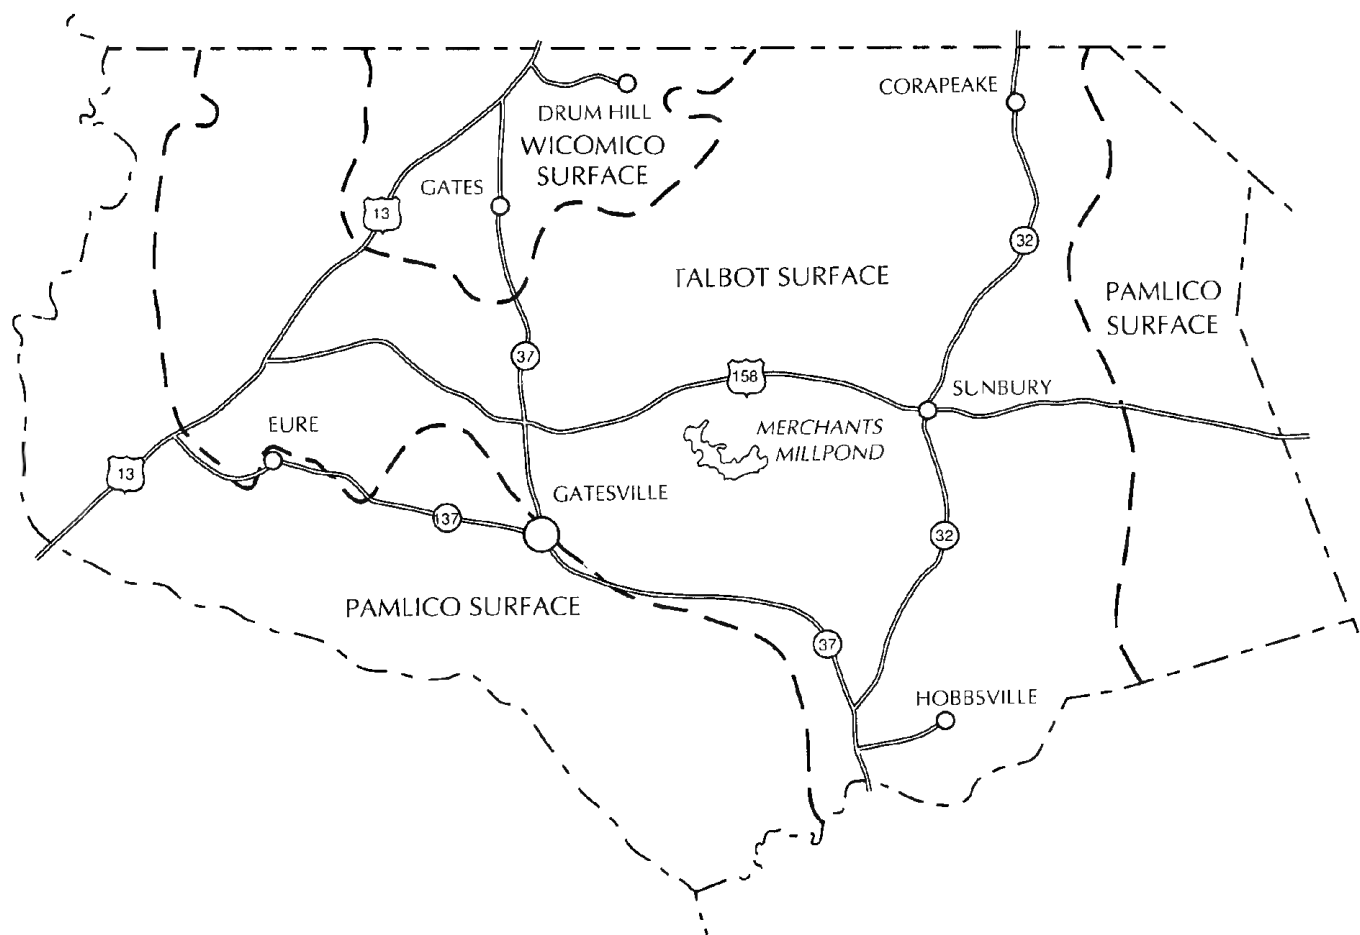 CORAPEAKE
DRUM HILL
WICOMICO
SURFACE
GATES
13
32
TALBOT SURFACE
PAMLICO
SURFACE
37
158
SUNBURY
EURE
MERCHANTS
MILLPOND
13
GATESVILLE
137
32
PAMLICO SURFACE
37
HOBBSVILLE